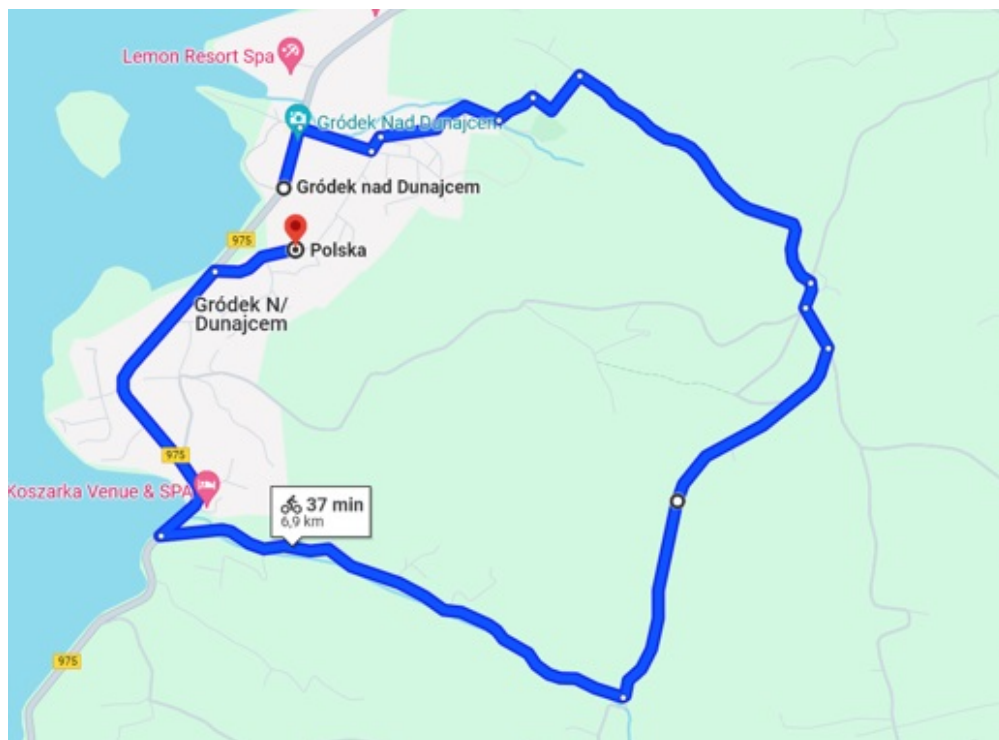 Lemon Resort Spa
Gródek Nad Dunajcem
Gródek nad Dunajcem
975
Polska
Gródek N/
Dunajcem
975
Koszarka Venue & SPA
37 min
6,9 km
975